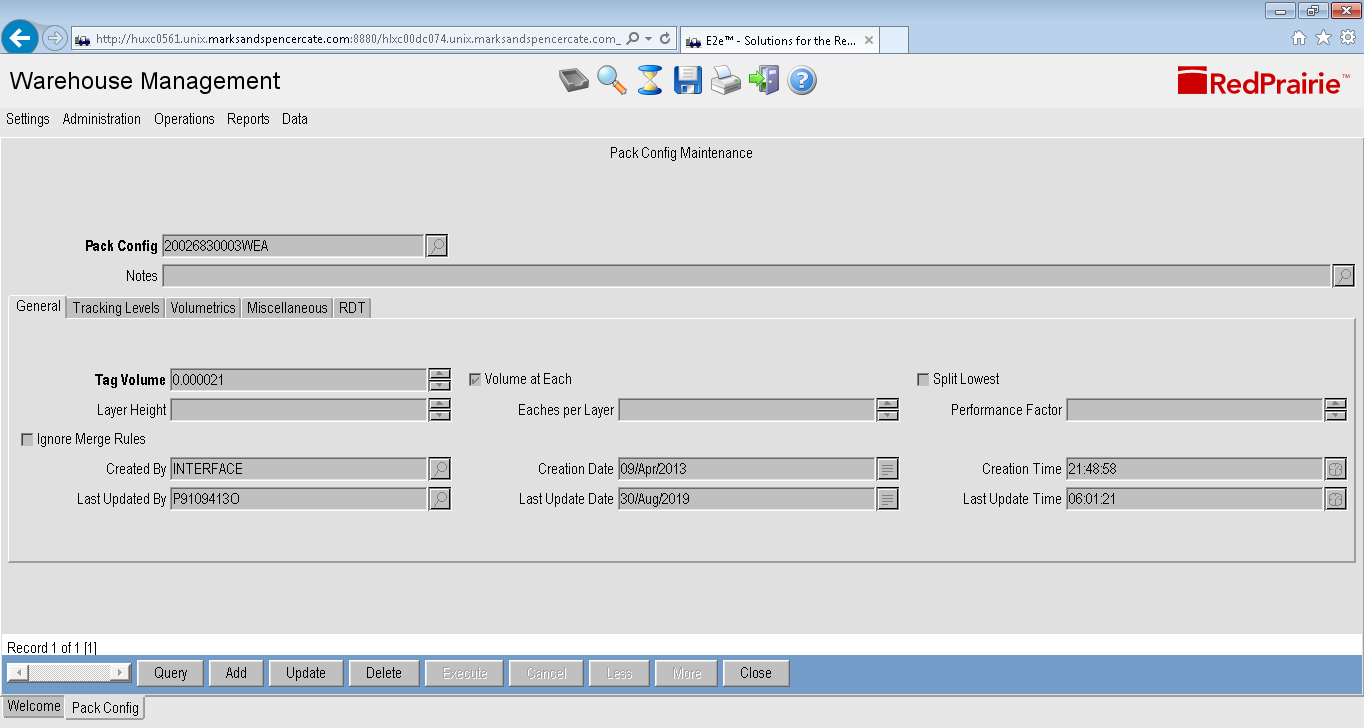 http://huxc0561.unix.marksandspencercate.com:8880/hlxc00dc074.unix.marksandspencercate.com_
E2e™ - Solutions for the Re...
Warehouse Management
RedPrairie™
Settings Administration Operations Reports Data
Pack Config Maintenance
Pack Config 20026830003WEA
Notes
General Tracking Levels Volumetrics Miscellaneous RDT
Tag Volume 0.000021 Volume at Each Split Lowest
Layer Height Eaches per Layer Performance Factor
Ignore Merge Rules
Created By INTERFACE Creation Date 09/Apr/2013 Creation Time 21:48:58
Last Updated By P9109413O Last Update Date 30/Aug/2019 Last Update Time 06:01:21
Record 1 of 1 [1]
Query Add Update Delete Execute Cancel Less More Close
Welcome Pack Config